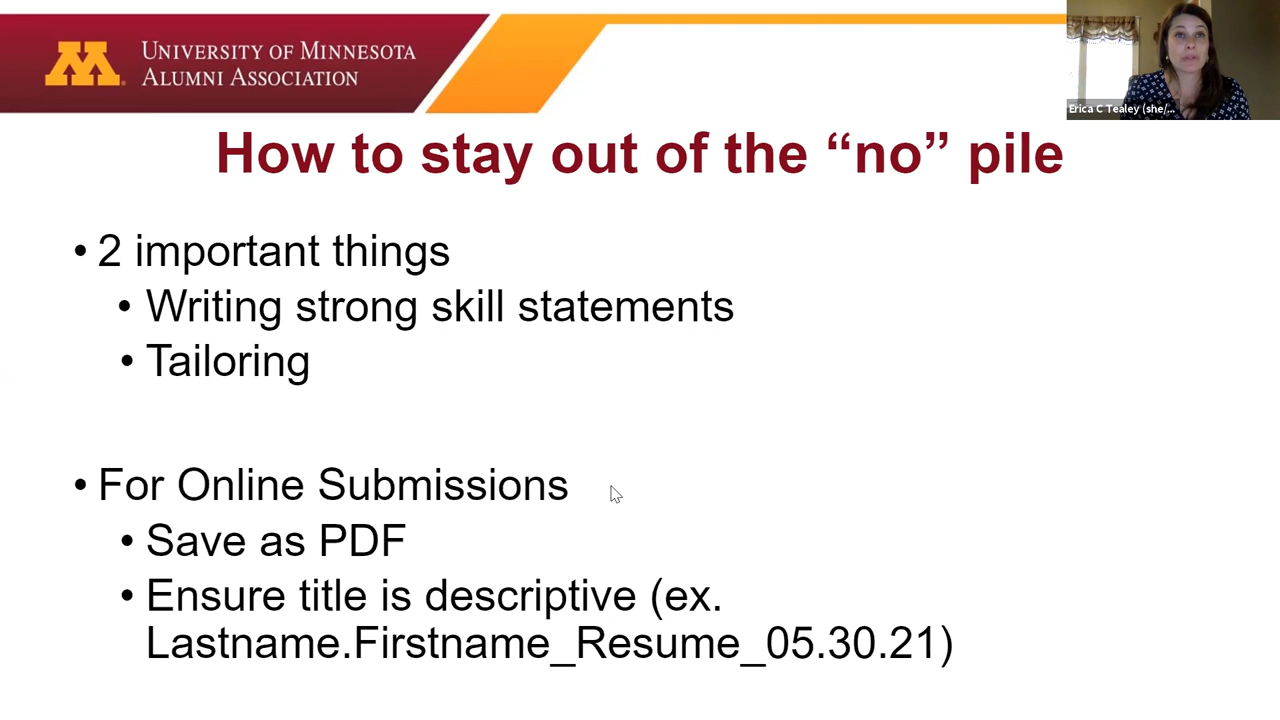 UNIVERSITY OF MINNESOTA
ALUMNI ASSOCIATION
Erica C Tealey (she/...
How to stay out of the “no” pile
• 2 important things
• Writing strong skill statements
• Tailoring
• For Online Submissions
• Save as PDF
• Ensure title is descriptive (ex.
Lastname.Firstname_Resume_05.30.21)